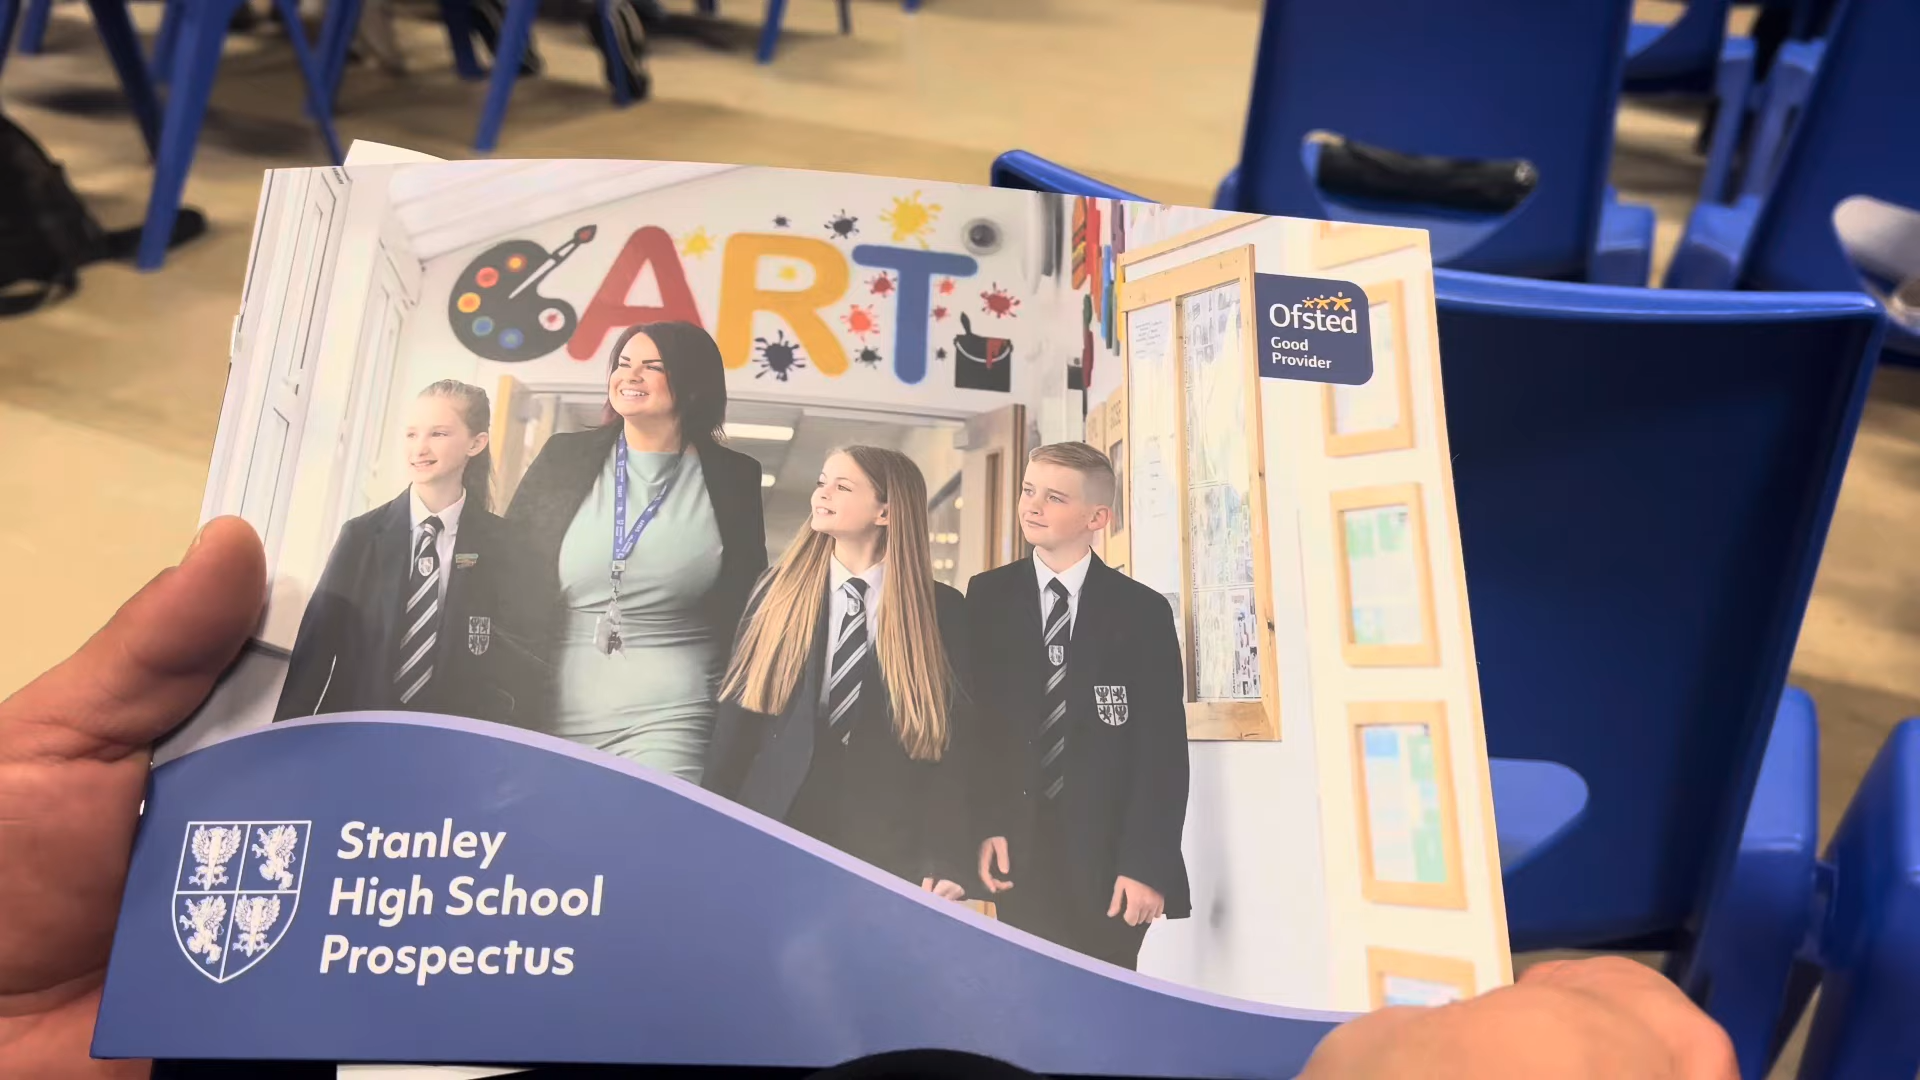 ART
Ofsted
Good
Provider
Stanley
High School
Prospectus